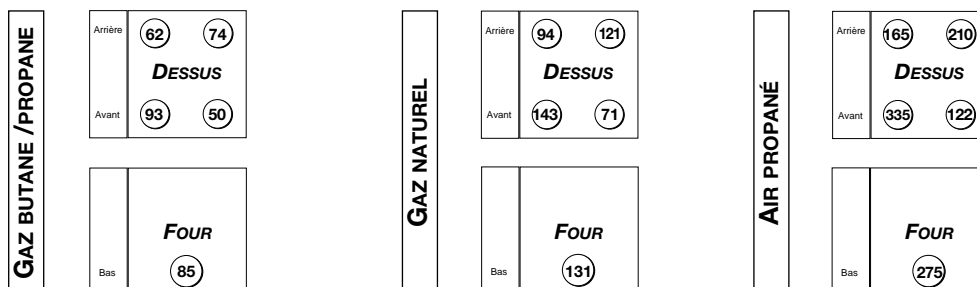 GAZ BUTANE /PROPANE
Arrière 62 74
DESSUS
Avant 93 50
FOUR
Bas 85
GAZ NATUREL
Arrière 94 121
DESSUS
Avant 143 71
FOUR
Bas 131
AIR PROPANÉ
Arrière 165 210
DESSUS
Avant 335 122
FOUR
Bas 275